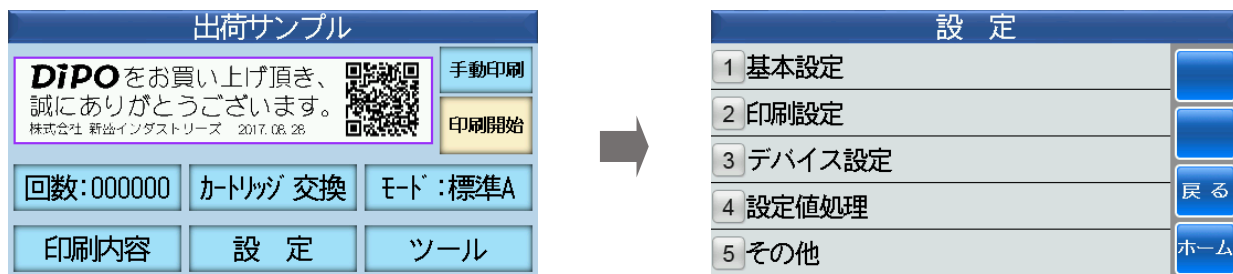 出荷サンプル
DiPOをお買い上げ頂き、
誠にありがとうございます。
株式会社 新盛インダストリーズ 2017.08.28
手動印刷
印刷開始
回数:000000
ｶｰﾄﾘｯｼﾞ 交換
ﾓｰﾄﾞ:標準A
印刷内容
設 定
ツール
設 定
1 基本設定
2 印刷設定
3 デバイス設定
4 設定値処理
5 その他
戻 る
ホーム